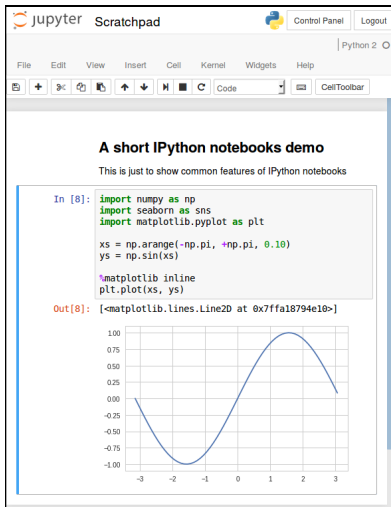 jupyter Scratchpad Control Panel Logout
Python 2
File Edit View Insert Cell Kernel Widgets Help
Code CellToolbar
A short IPython notebooks demo
This is just to show common features of IPython notebooks
In [8]: import numpy as np
import seaborn as sns
import matplotlib.pyplot as plt
xs = np.arange(-np.pi, +np.pi, 0.10)
ys = np.sin(xs)
%matplotlib inline
plt.plot(xs, ys)
Out[8]: [<matplotlib.lines.Line2D at 0x7ffa18794e10>]
1.00
0.75
0.50
0.25
0.00
−0.25
−0.50
−0.75
−1.00
−3 −2 −1 0 1 2 3